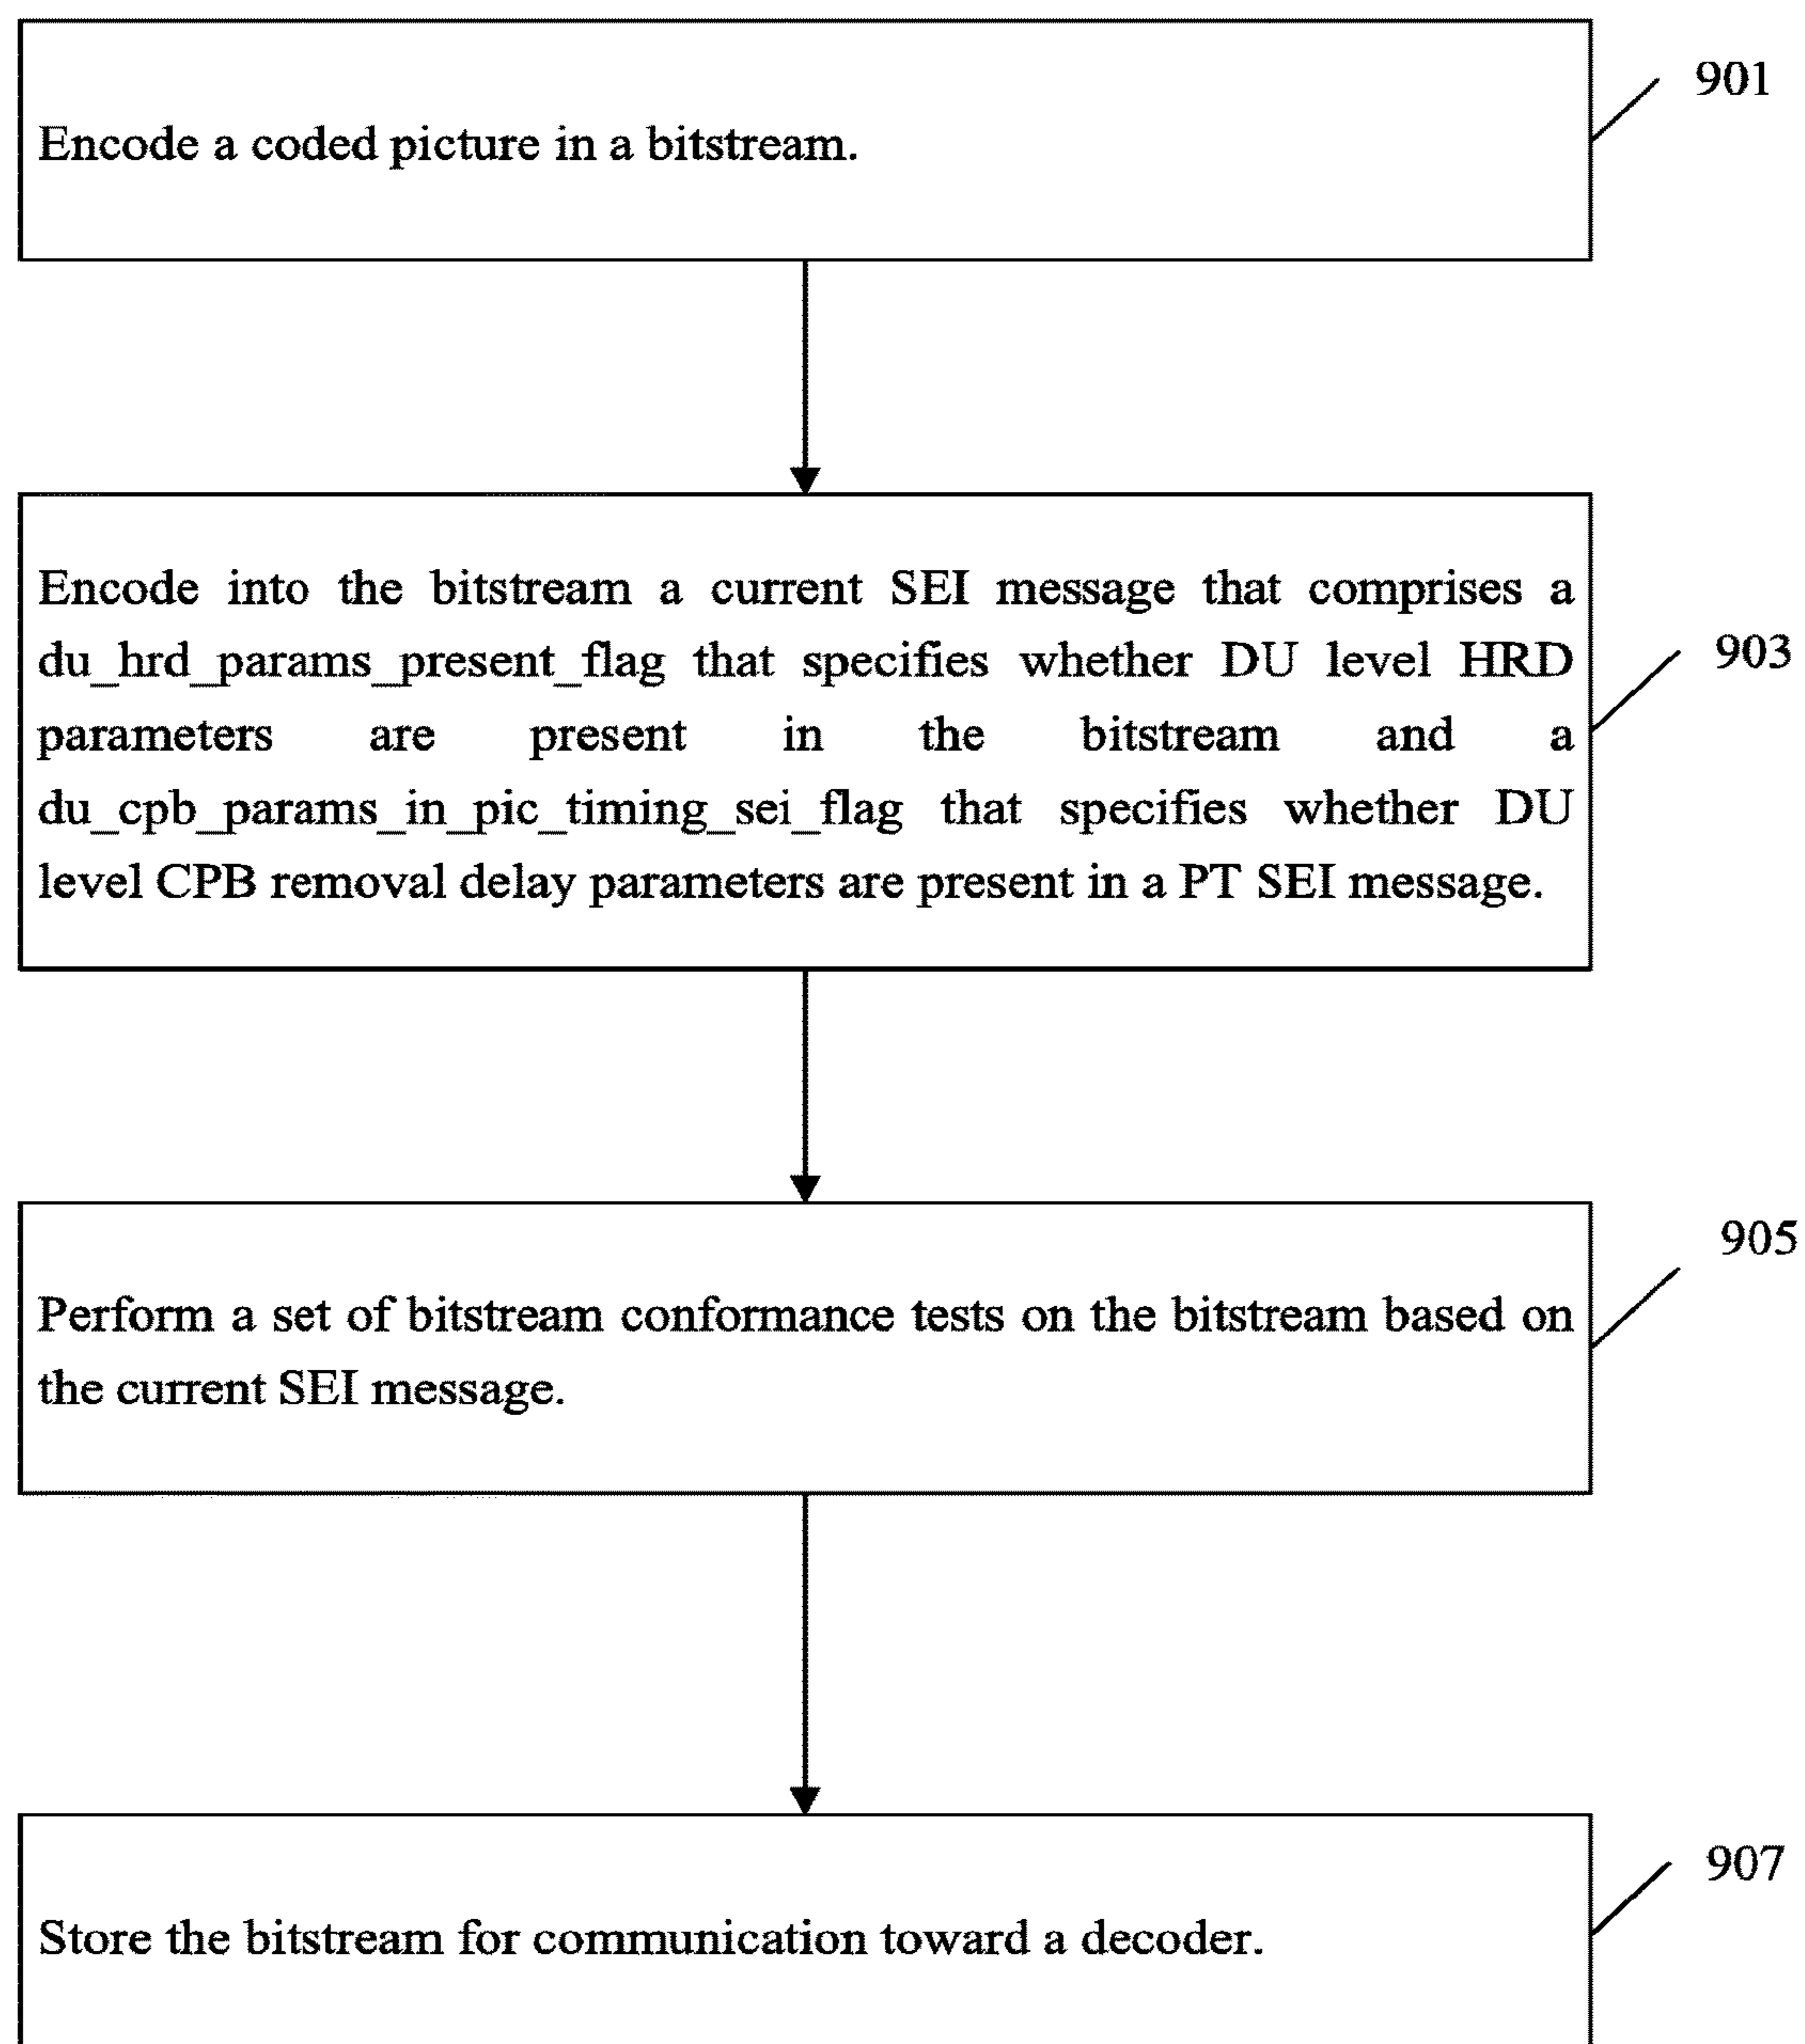 901
Encode a coded picture in a bitstream.
Encode into the bitstream a current SEI message that comprises a
du_hrd_params_present_flag that specifies whether DU level HRD
903
parameters are present in the bitstream and a
du_cpb_params_in_pic_timing_sei_flag that specifies whether DU
level CPB removal delay parameters are present in a PT SEI message.
905
Perform a set of bitstream conformance tests on the bitstream based on
the current SEI message.
907
Store the bitstream for communication toward a decoder.